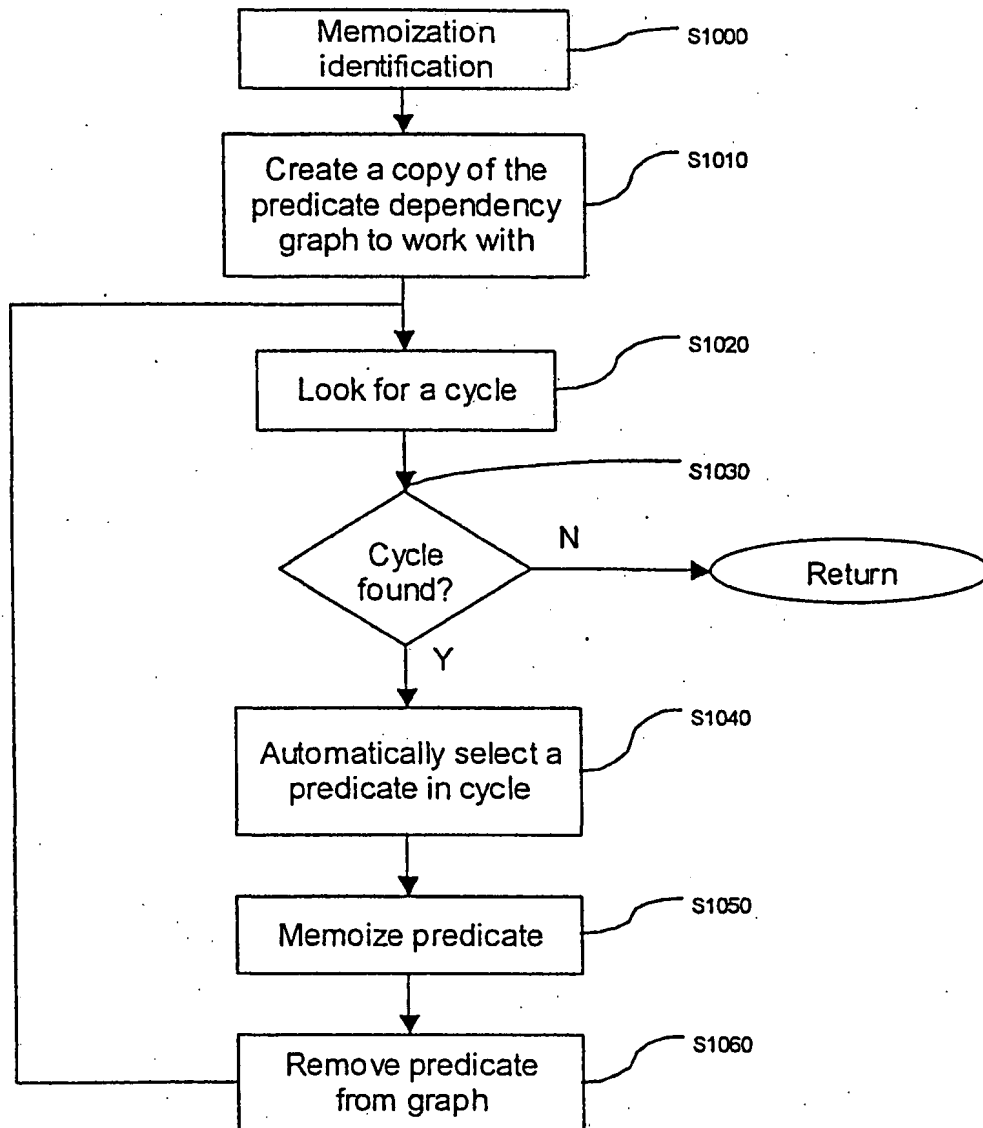 Memoization
identification
S1000
Create a copy of the
predicate dependency
graph to work with
S1010
Look for a cycle
S1020
S1030
Cycle
found?
N
Return
Y
Automatically select a
predicate in cycle
S1040
Memoize predicate
S1050
Remove predicate
from graph
S1060